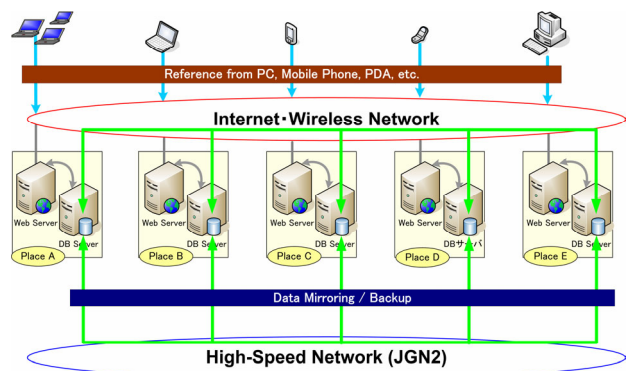 Reference from PC, Mobile Phone, PDA, etc.
Internet・Wireless Network
Web Server
DB Server
Place A
Web Server
DB Server
Place B
Web Server
DB Server
Place C
Web Server
DBサーバ
Place D
Web Server
DB Server
Place E
Data Mirroring / Backup
High-Speed Network (JGN2)